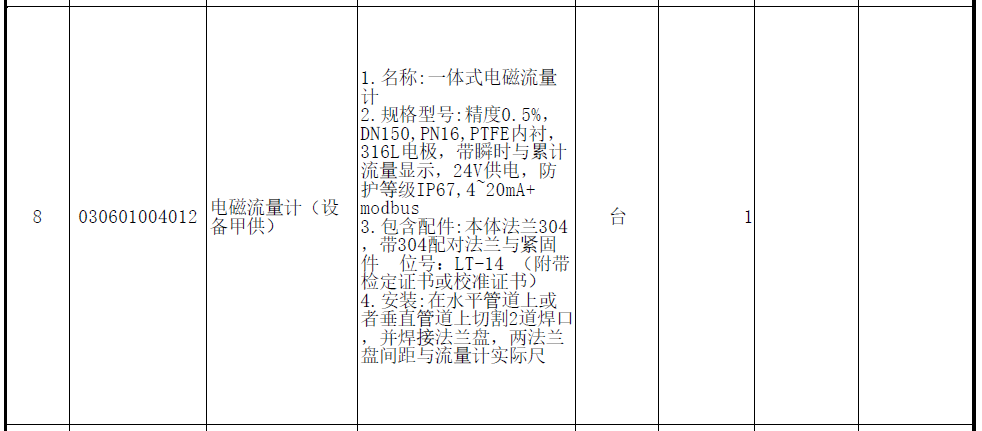 8
030601004012
电磁流量计（设
备甲供）
1.名称:一体式电磁流量
计
2.规格型号:精度0.5%，
DN150,PN16,PTFE内衬，
316L电极，带瞬时与累计
流量显示，24V供电，防
护等级IP67,4~20mA+
modbus
3.包含配件:本体法兰304
，带304配对法兰与紧固
件  位号：LT-14 （附带
检定证书或校准证书）
4.安装:在水平管道上或
者垂直管道上切割2道焊口
，并焊接法兰盘，两法兰
盘间距与流量计实际尺
台
1